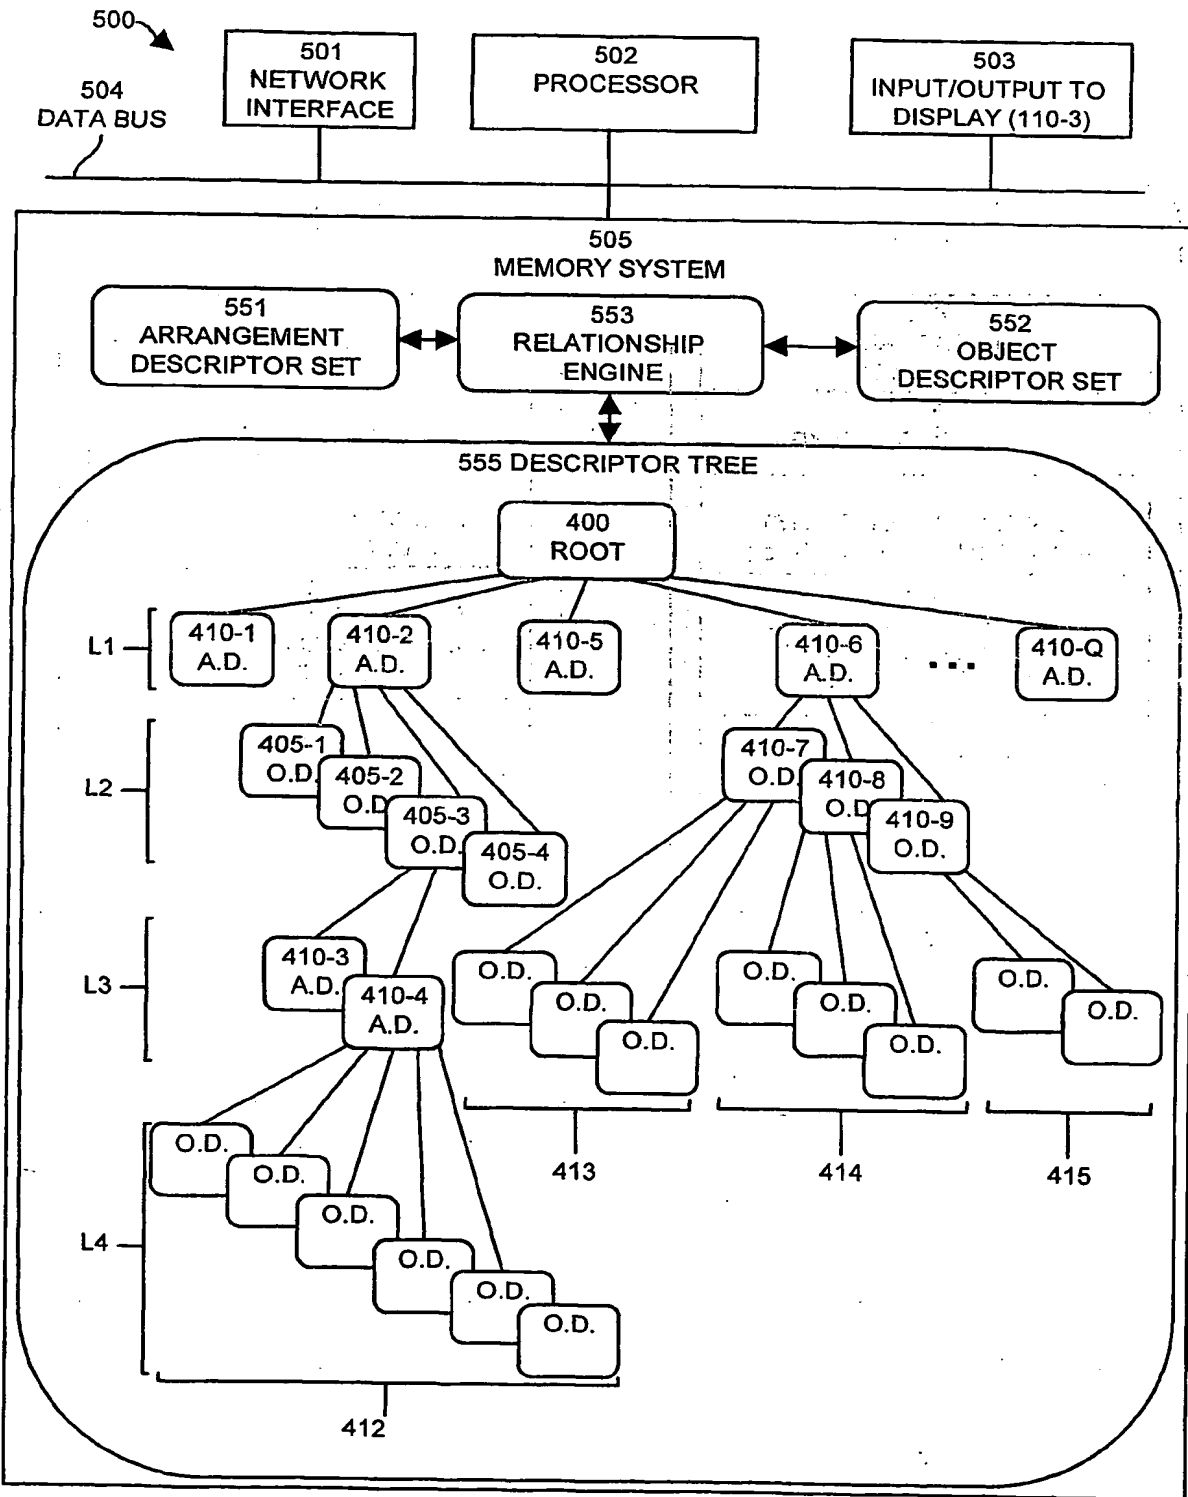 500
501
NETWORK
INTERFACE
502
PROCESSOR
503
INPUT/OUTPUT TO
DISPLAY (110-3)
504
DATA BUS
505
MEMORY SYSTEM
551
ARRANGEMENT
DESCRIPTOR SET
553
RELATIONSHIP
ENGINE
552
OBJECT
DESCRIPTOR SET
555 DESCRIPTOR TREE
400
ROOT
L1
410-1
A.D.
410-2
A.D.
410-5
A.D.
410-6
A.D.
...
410-Q
A.D.
L2
405-1
O.D.
405-2
O.D.
405-3
O.D.
405-4
O.D.
410-7
O.D.
410-8
O.D.
410-9
O.D.
L3
410-3
A.D.
410-4
A.D.
O.D.
O.D.
O.D.
O.D.
O.D.
O.D.
O.D.
O.D.
413
414
415
L4
O.D.
O.D.
O.D.
O.D.
O.D.
O.D.
412